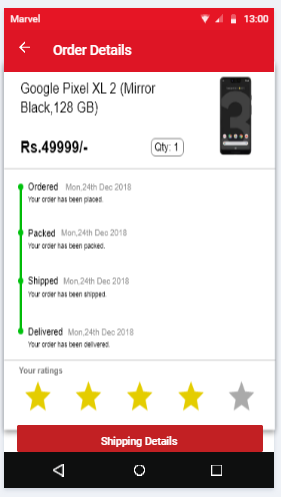 Marvel 13:00
Order Details
Google Pixel XL 2 (Mirror
Black,128 GB)
Rs.49999/- Qty: 1
Ordered Mon,24th Dec 2018
Your order has been placed.
Packed Mon,24th Dec 2018
Your order has been packed.
Shipped Mon,24th Dec 2018
Your order has been shipped.
Delivered Mon,24th Dec 2018
Your order has been delivered.
Your ratings
Shipping Details